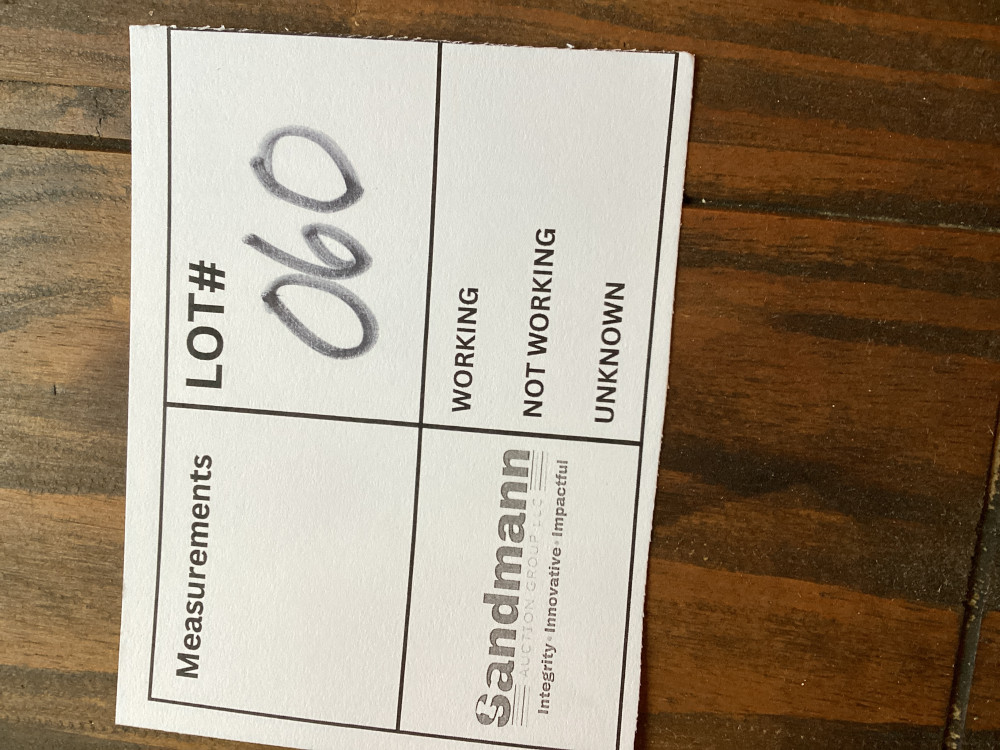 Measurements
LOT#
060
Sandmann
AUCTION GROUP LLC
Integrity • Innovative • Impactful
WORKING
NOT WORKING
UNKNOWN